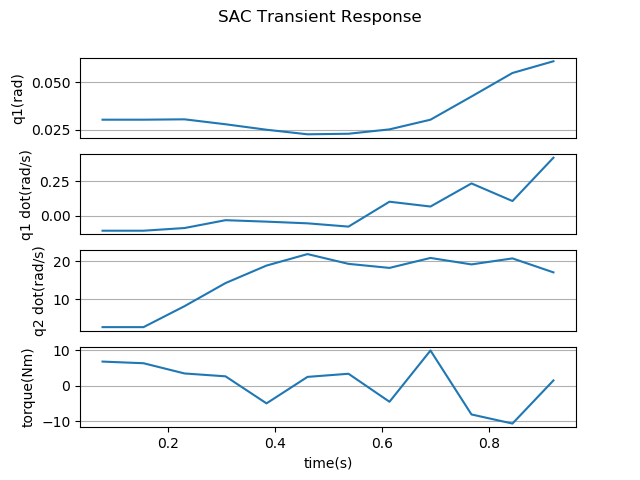 SAC Transient Response
0.050
0.025
q1(rad)
0.25
0.00
q1 dot(rad/s)
20
10
q2 dot(rad/s)
10
0
−10
torque(Nm)
0.2 0.4 0.6 0.8
time(s)